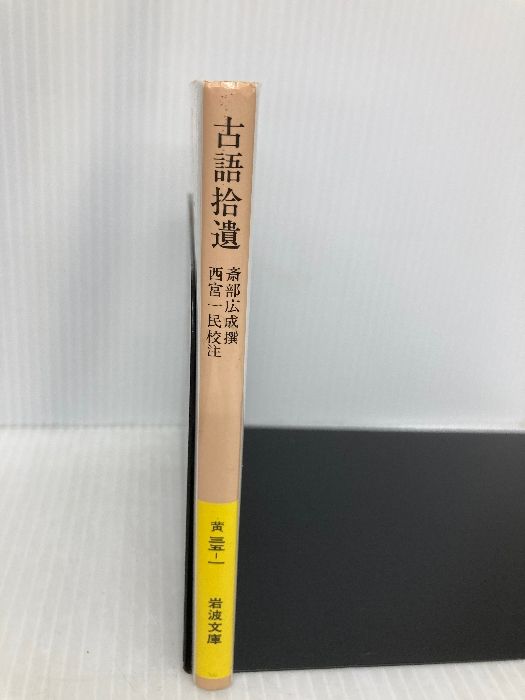 古語拾遺
斎部広成撰
西宮一民校注
黄三五-一
岩波文庫